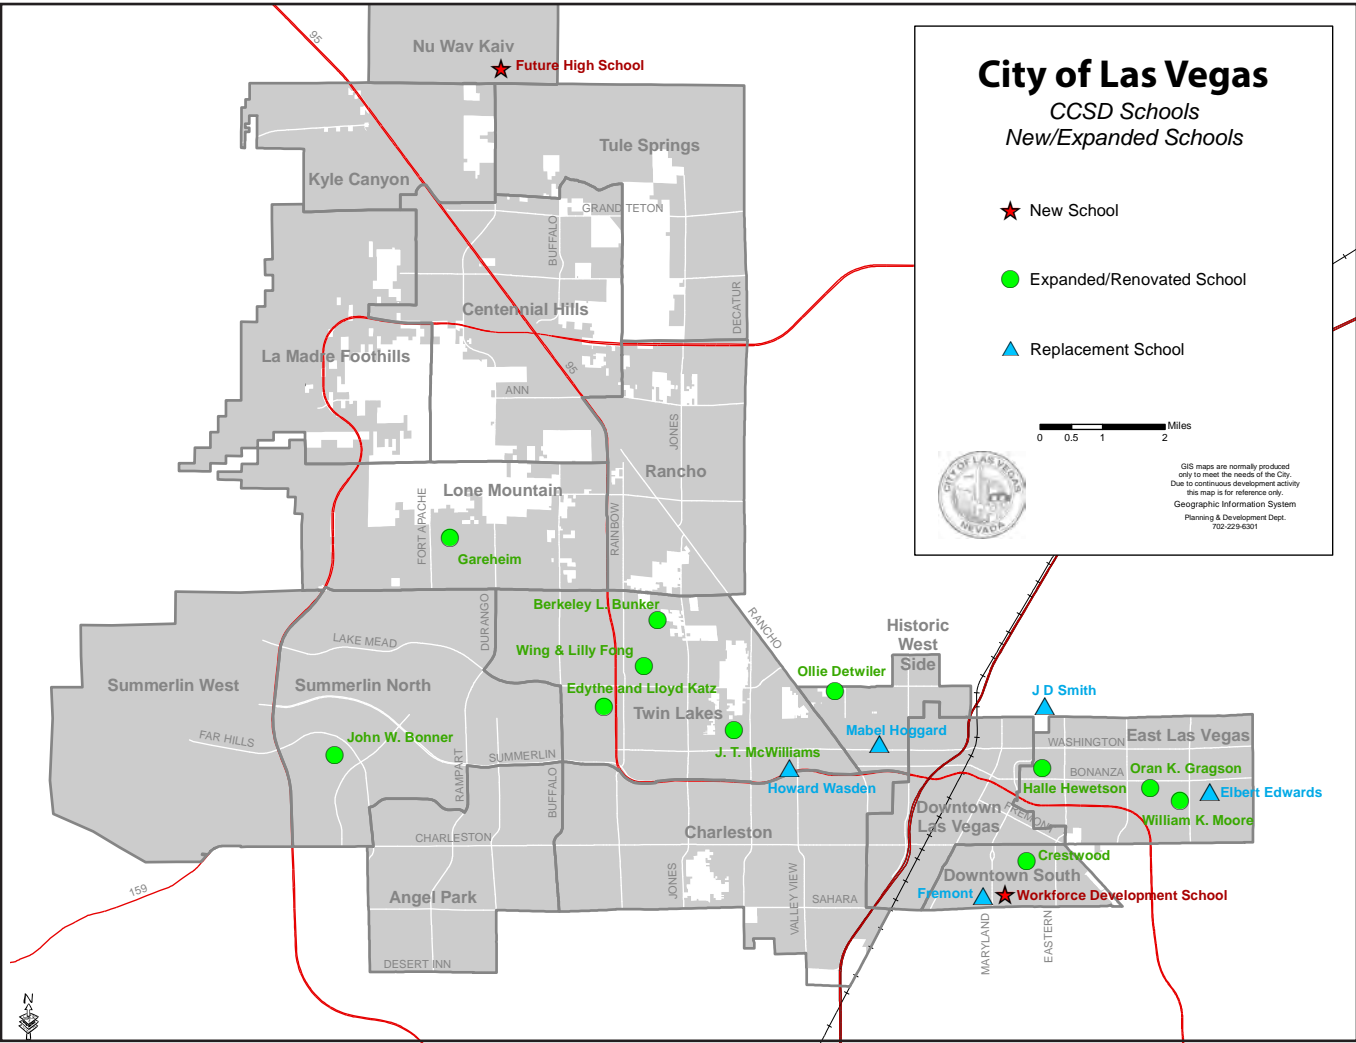 City of Las Vegas
CCSD Schools
New/Expanded Schools
New School
Expanded/Renovated School
Replacement School
0 0.5 1 2 Miles
CITY OF LAS VEGAS
NEVADA
GIS maps are normally produced
only to meet the needs of the City.
Due to continuous development activity
this map is for reference only.
Geographic Information System
Planning & Development Dept.
702-229-6301
95
Nu Wav Kaiv
Future High School
Tule Springs
Kyle Canyon
GRAND TETON
BUFFALO
DECATUR
Centennial Hills
La Madre Foothills
95
ANN
JONES
Rancho
Lone Mountain
FORT APACHE
RAINBOW
Gareheim
Berkeley L. Bunker
DURANGO
RANCHO
Historic
West
Side
LAKE MEAD
Wing & Lilly Fong
Ollie Detwiler
Summerlin West
Summerlin North
Edythe and Lloyd Katz
J D Smith
Twin Lakes
Mabel Hoggard
FAR HILLS
John W. Bonner
WASHINGTON
East Las Vegas
J. T. McWilliams
SUMMERLIN
RAMPART
BONANZA
Oran K. Gragson
Howard Wasden
Halle Hewetson
Elbert Edwards
BUFFALO
Downtown
Las Vegas
FREMONT
William K. Moore
Charleston
CHARLESTON
Crestwood
Downtown South
159
JONES
VALLEY VIEW
Angel Park
SAHARA
Fremont
Workforce Development School
MARYLAND
EASTERN
DESERT INN
N